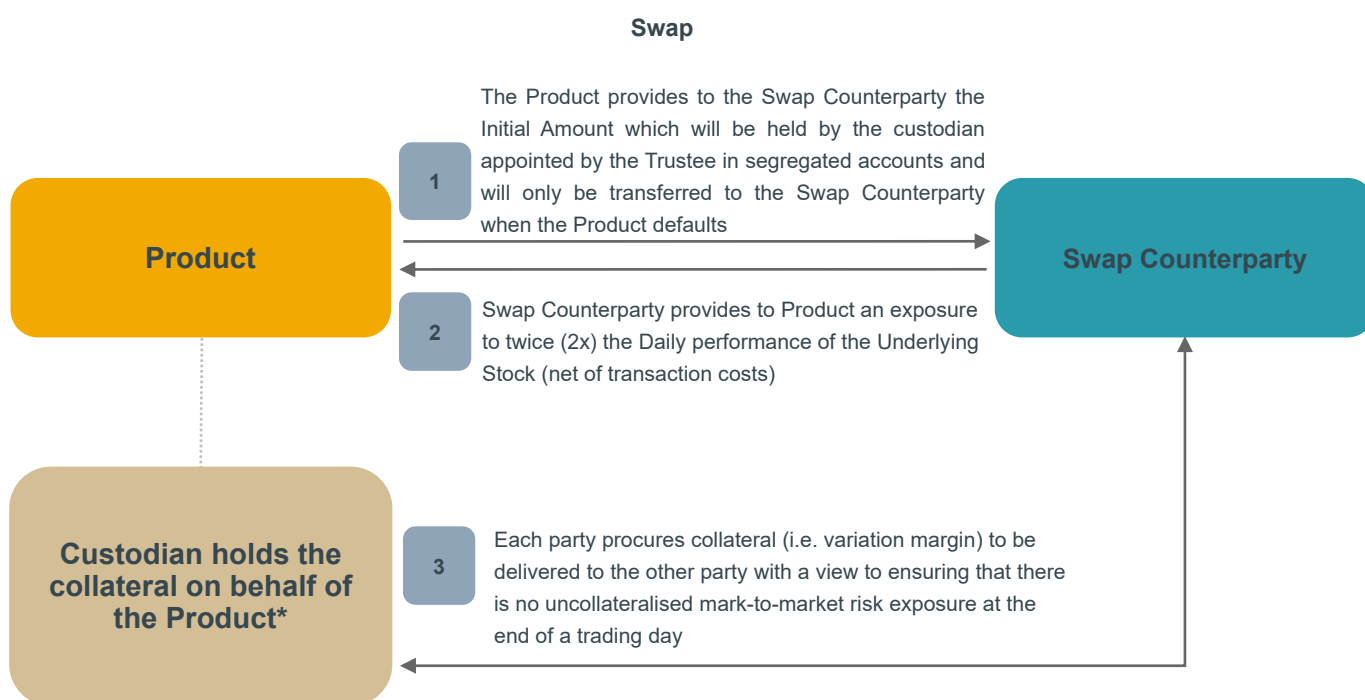 Swap
The Product provides to the Swap Counterparty the
Initial Amount which will be held by the custodian
appointed by the Trustee in segregated accounts and
will only be transferred to the Swap Counterparty
when the Product defaults
1
Product
Swap Counterparty
2
Swap Counterparty provides to Product an exposure
to twice (2x) the Daily performance of the Underlying
Stock (net of transaction costs)
Custodian holds the
collateral on behalf of
the Product*
3
Each party procures collateral (i.e. variation margin) to be
delivered to the other party with a view to ensuring that there
is no uncollateralised mark-to-market risk exposure at the
end of a trading day